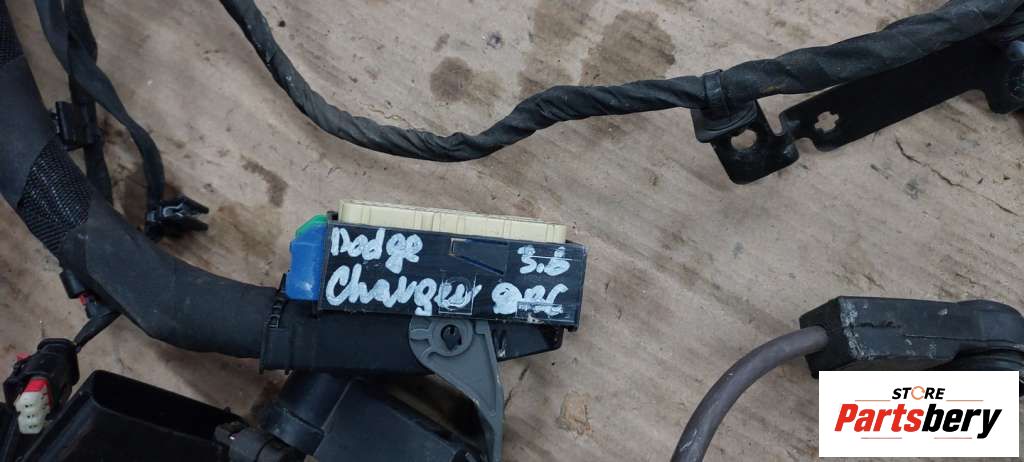 Dodge 3.6
Charger
STORE
Partsbery